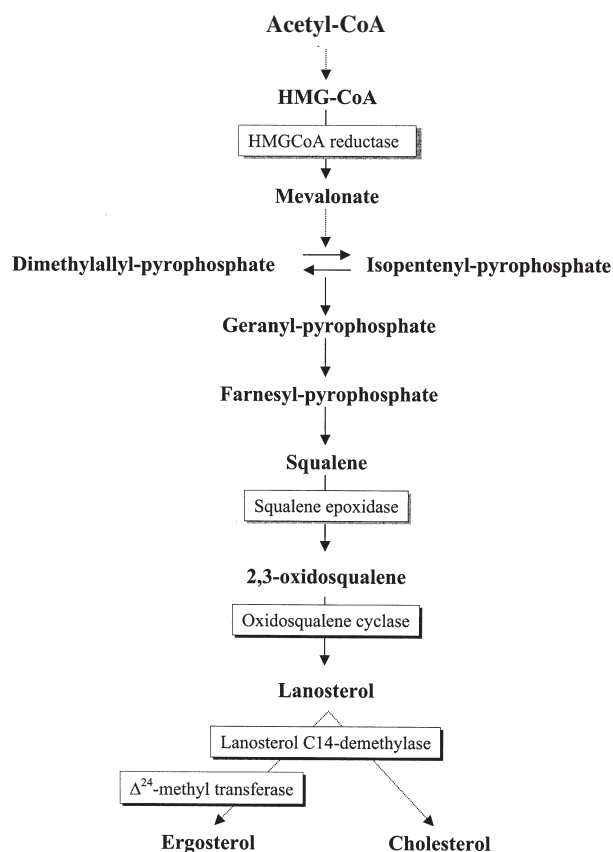 Acetyl-CoA
HMG-CoA
HMGCoA reductase
Mevalonate
Dimethylallyl-pyrophosphate
Isopentenyl-pyrophosphate
Geranyl-pyrophosphate
Farnesyl-pyrophosphate
Squalene
Squalene epoxidase
2,3-oxidosqualene
Oxidosqualene cyclase
Lanosterol
Lanosterol C14-demethylase
Δ²⁴-methyl transferase
Ergosterol
Cholesterol